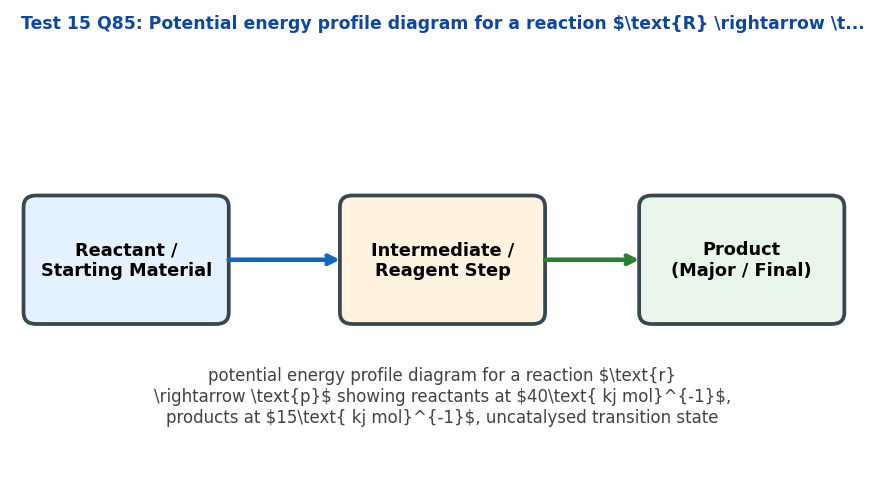 Test 15 Q85: Potential energy profile diagram for a reaction $\text{R} \rightarrow \t...
Reactant /
Starting Material
Intermediate /
Reagent Step
Product
(Major / Final)
potential energy profile diagram for a reaction $\text{r}
\rightarrow \text{p}$ showing reactants at $40\text{ kj mol}^{-1}$,
products at $15\text{ kj mol}^{-1}$, uncatalysed transition state